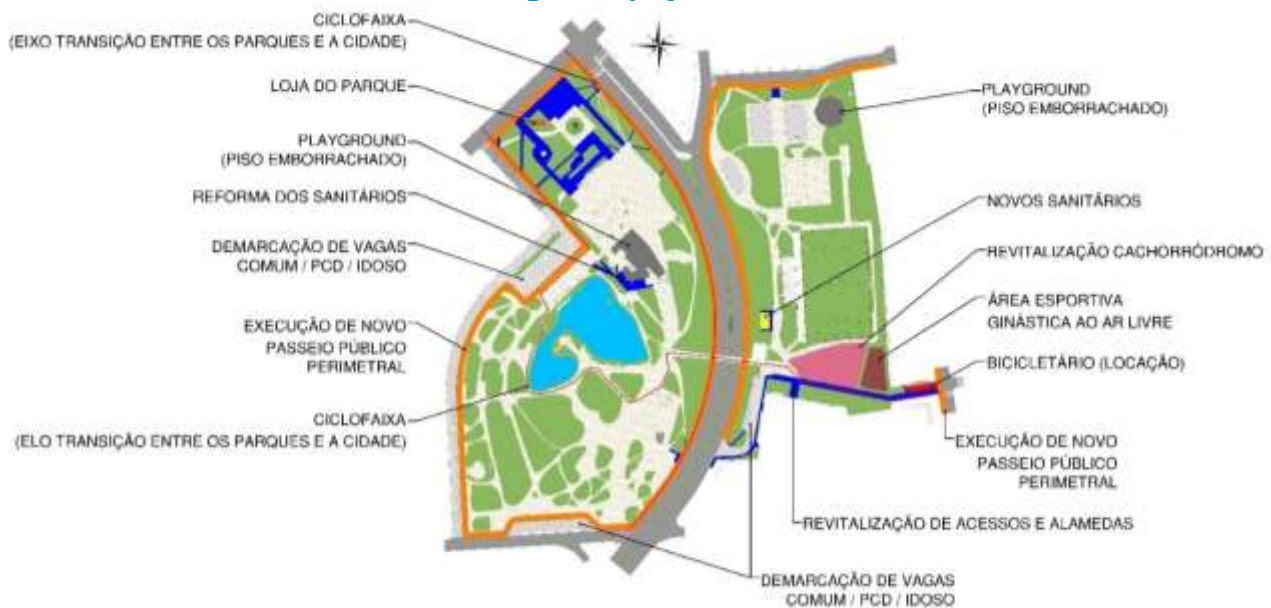 CICLOFAIXA
(EIXO TRANSIÇÃO ENTRE OS PARQUES E A CIDADE)
LOJA DO PARQUE
PLAYGROUND
(PISO EMBORRACHADO)
REFORMA DOS SANITÁRIOS
DEMARCAÇÃO DE VAGAS
COMUM / PCD / IDOSO
EXECUÇÃO DE NOVO
PASSEIO PÚBLICO
PERIMETRAL
CICLOFAIXA
(ELO TRANSIÇÃO ENTRE OS PARQUES E A CIDADE)
PLAYGROUND
(PISO EMBORRACHADO)
NOVOS SANITÁRIOS
REVITALIZAÇÃO CACHORRÓDROMO
ÁREA ESPORTIVA
GINÁSTICA AO AR LIVRE
BICICLETÁRIO (LOCAÇÃO)
EXECUÇÃO DE NOVO
PASSEIO PÚBLICO
PERIMETRAL
REVITALIZAÇÃO DE ACESSOS E ALAMEDAS
DEMARCAÇÃO DE VAGAS
COMUM / PCD / IDOSO